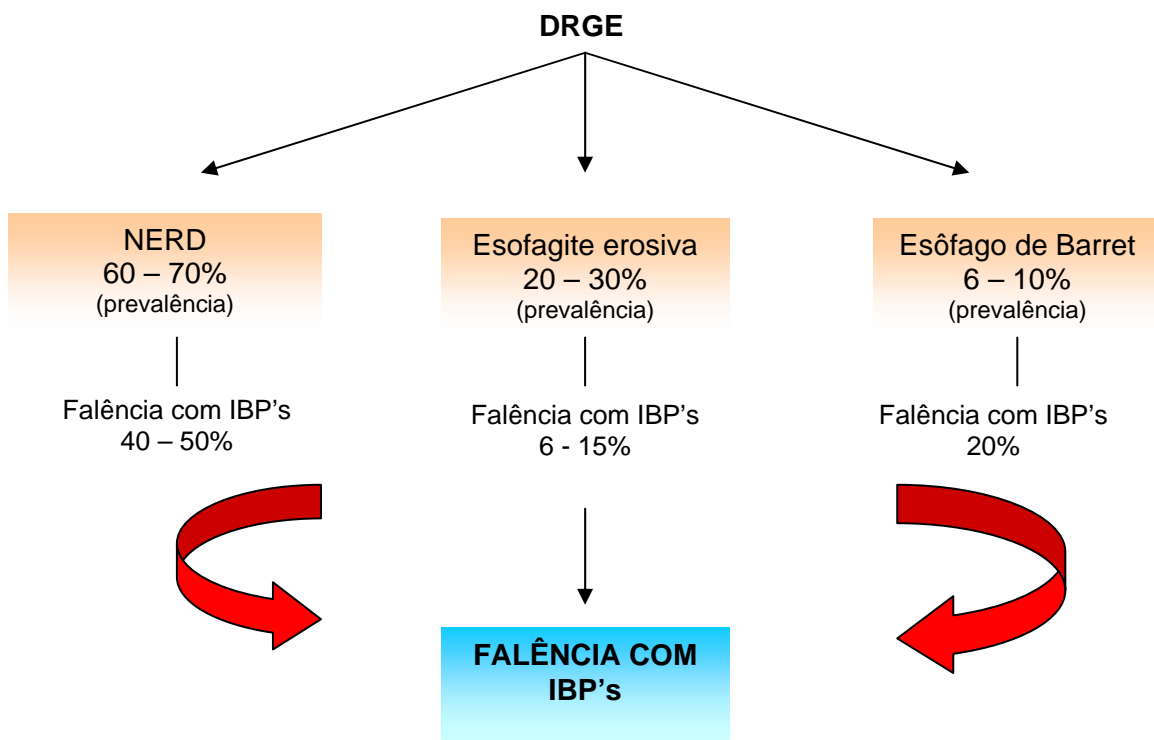 DRGE
NERD
60 – 70%
(prevalência)
Falência com IBP’s
40 – 50%
Esofagite erosiva
20 – 30%
(prevalência)
Falência com IBP’s
6 - 15%
Esôfago de Barret
6 – 10%
(prevalência)
Falência com IBP’s
20%
FALÊNCIA COM
IBP’s